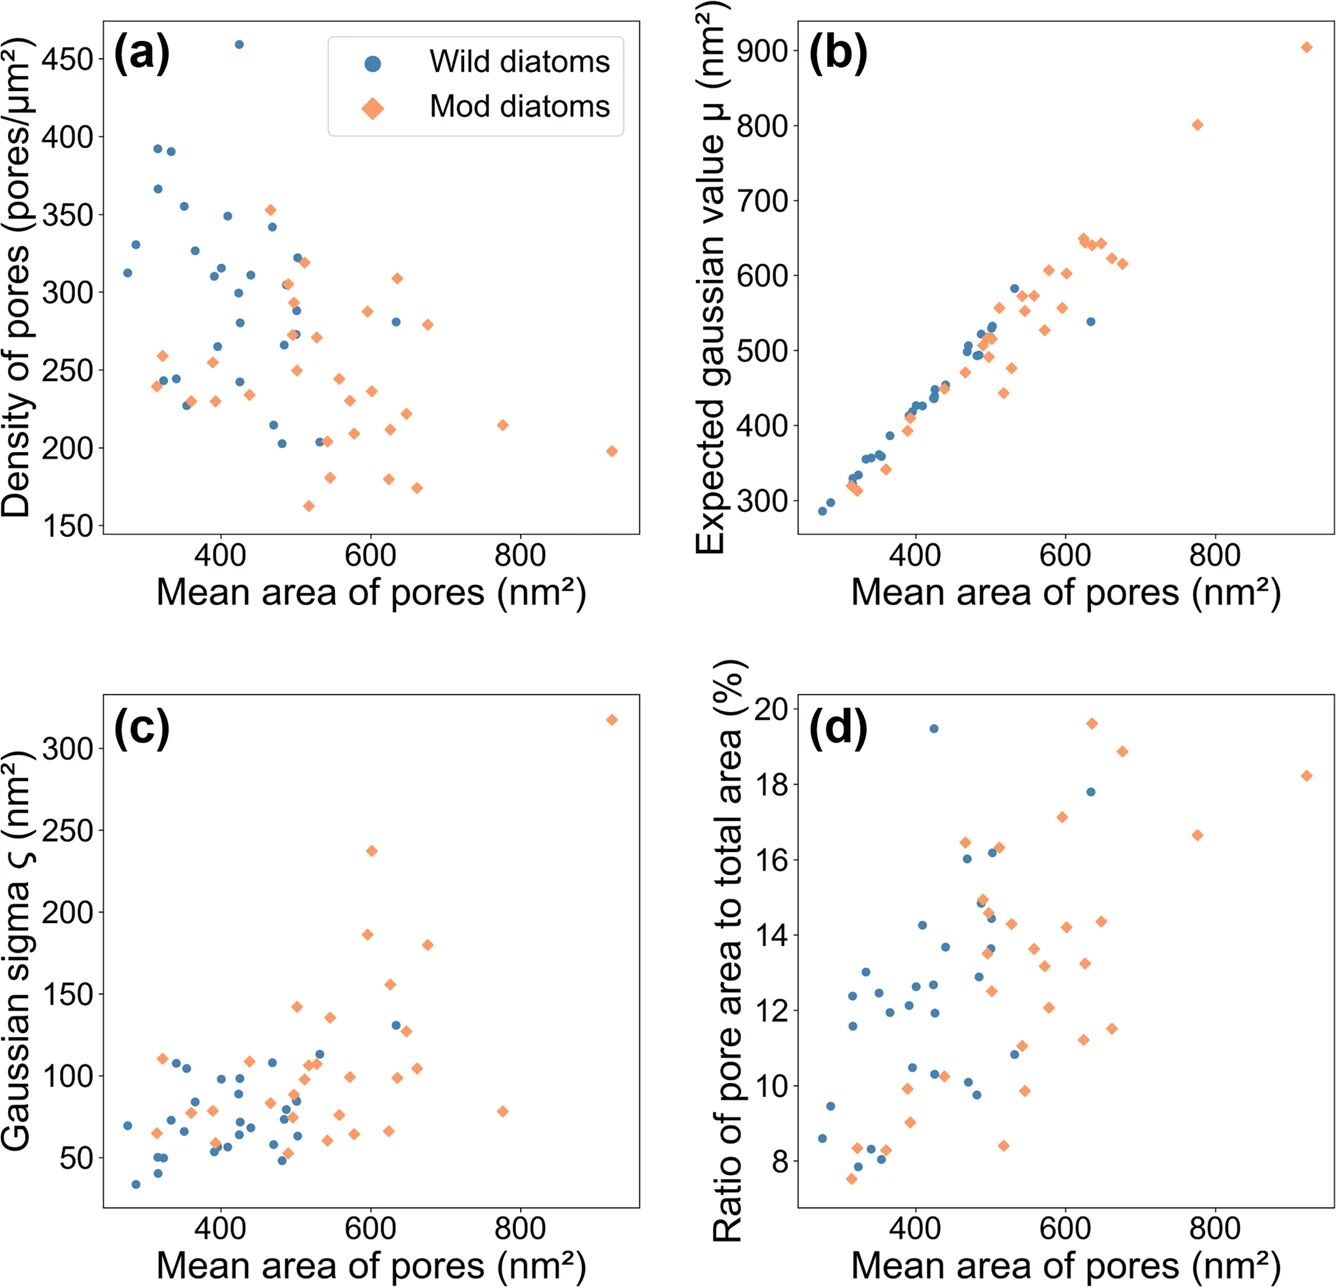 (a)
Wild diatoms
Mod diatoms
Density of pores (pores/µm²)
450
400
350
300
250
200
150
400 600 800
Mean area of pores (nm²)
(b)
Expected gaussian value µ (nm²)
900
800
700
600
500
400
300
400 600 800
Mean area of pores (nm²)
(c)
Gaussian sigma ς (nm²)
300
250
200
150
100
50
400 600 800
Mean area of pores (nm²)
(d)
Ratio of pore area to total area (%)
20
18
16
14
12
10
8
400 600 800
Mean area of pores (nm²)